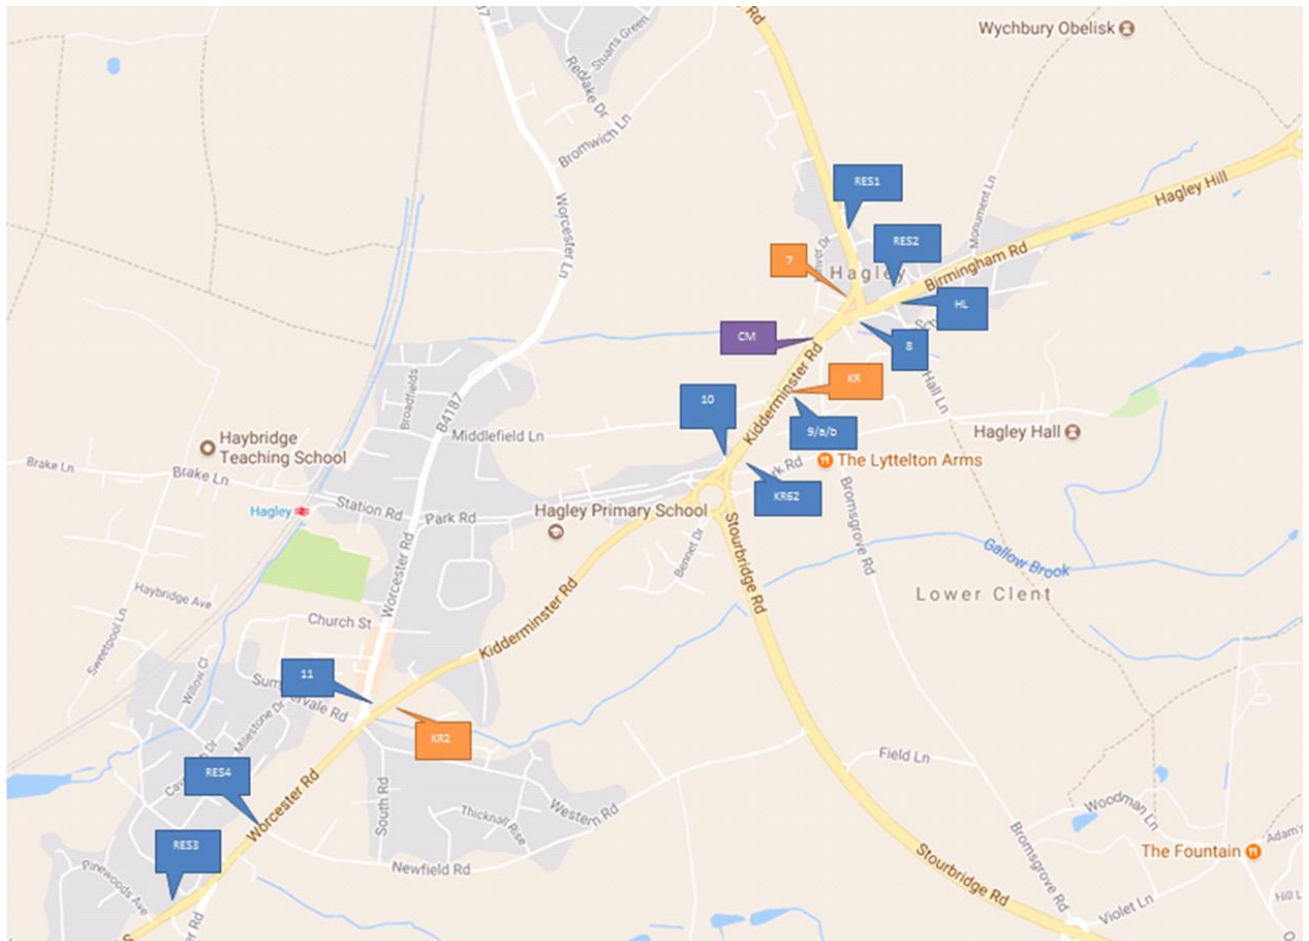 Rd
Wychbury Obelisk
Stuarts Green
Redlake Dr
Bromwich Ln
Worcester Ln
RES1
Hagley Hill
Monument Ln
RES2
7
Hagley
Birmingham Rd
HL
CM
8
Kidderminster Rd
KR
Hall Ln
Broadfields
B4187
10
9/a/b
Haybridge
Teaching School
Middlefield Ln
Hagley Hall
The Lyttelton Arms
Brake Ln
Brake Ln
KR62
Hagley
Station Rd
Park Rd
Hagley Primary School
Stourbridge Rd
Bennet Dr
Bromsgrove Rd
Gallow Brook
Worcester Rd
Lower Clent
Haybridge Ave
Sweetpool Ln
Church St
Kidderminster Rd
Willow Cl
11
Milestone Dr
KR2
Field Ln
RES4
Worcester Rd
South Rd
Thicknall Rise
Western Rd
Woodman Ln
RES3
Newfield Rd
The Fountain
Adam's
Pinewoods Ave
Stourbridge Rd
Bromsgrove Rd
Violet Ln
Hill L